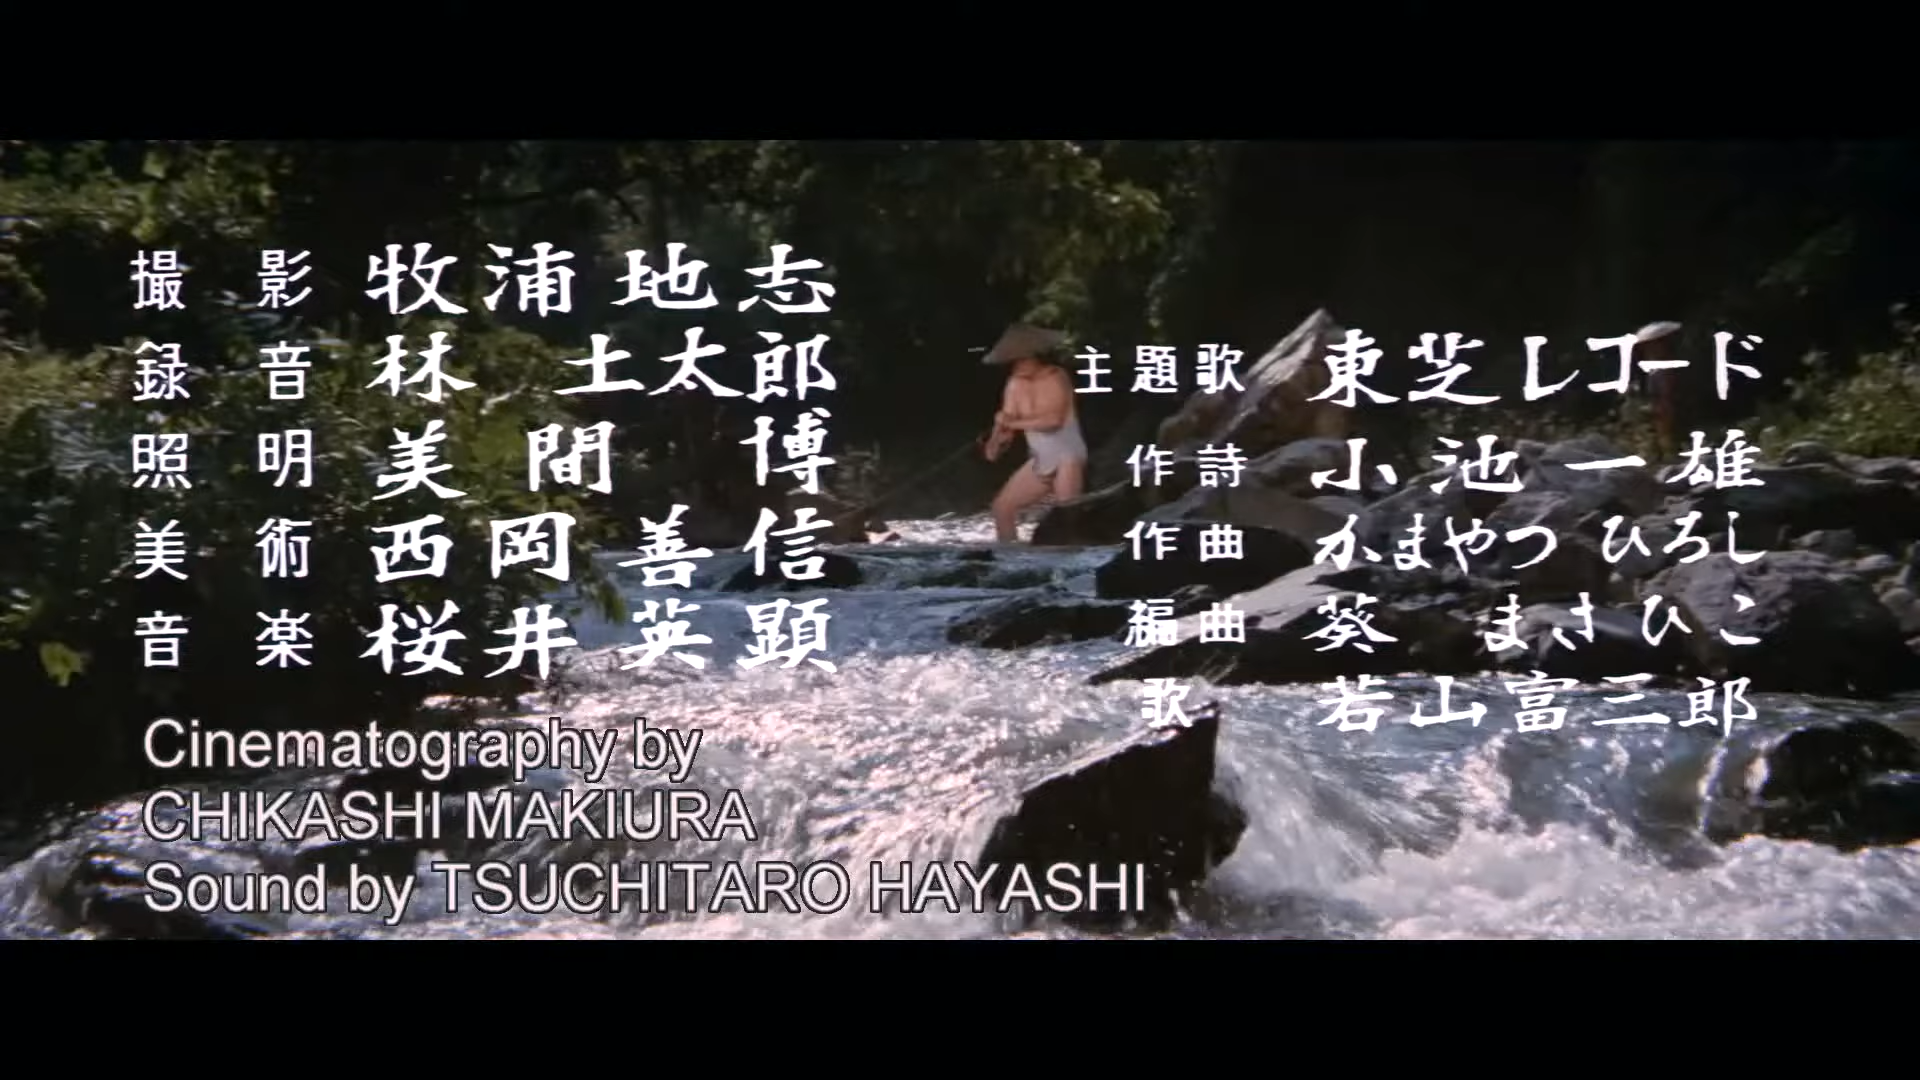 撮影 牧浦地志
録音 林土太郎
照明 美間博
美術 西岡善信
音楽 桜井英顕
主題歌 東芝レコード
作詩 小池一雄
作曲 かまやつひろし
編曲 葵まさひこ
歌 若山富三郎
Cinematography by
CHIKASHI MAKIURA
Sound by TSUCHITARO HAYASHI